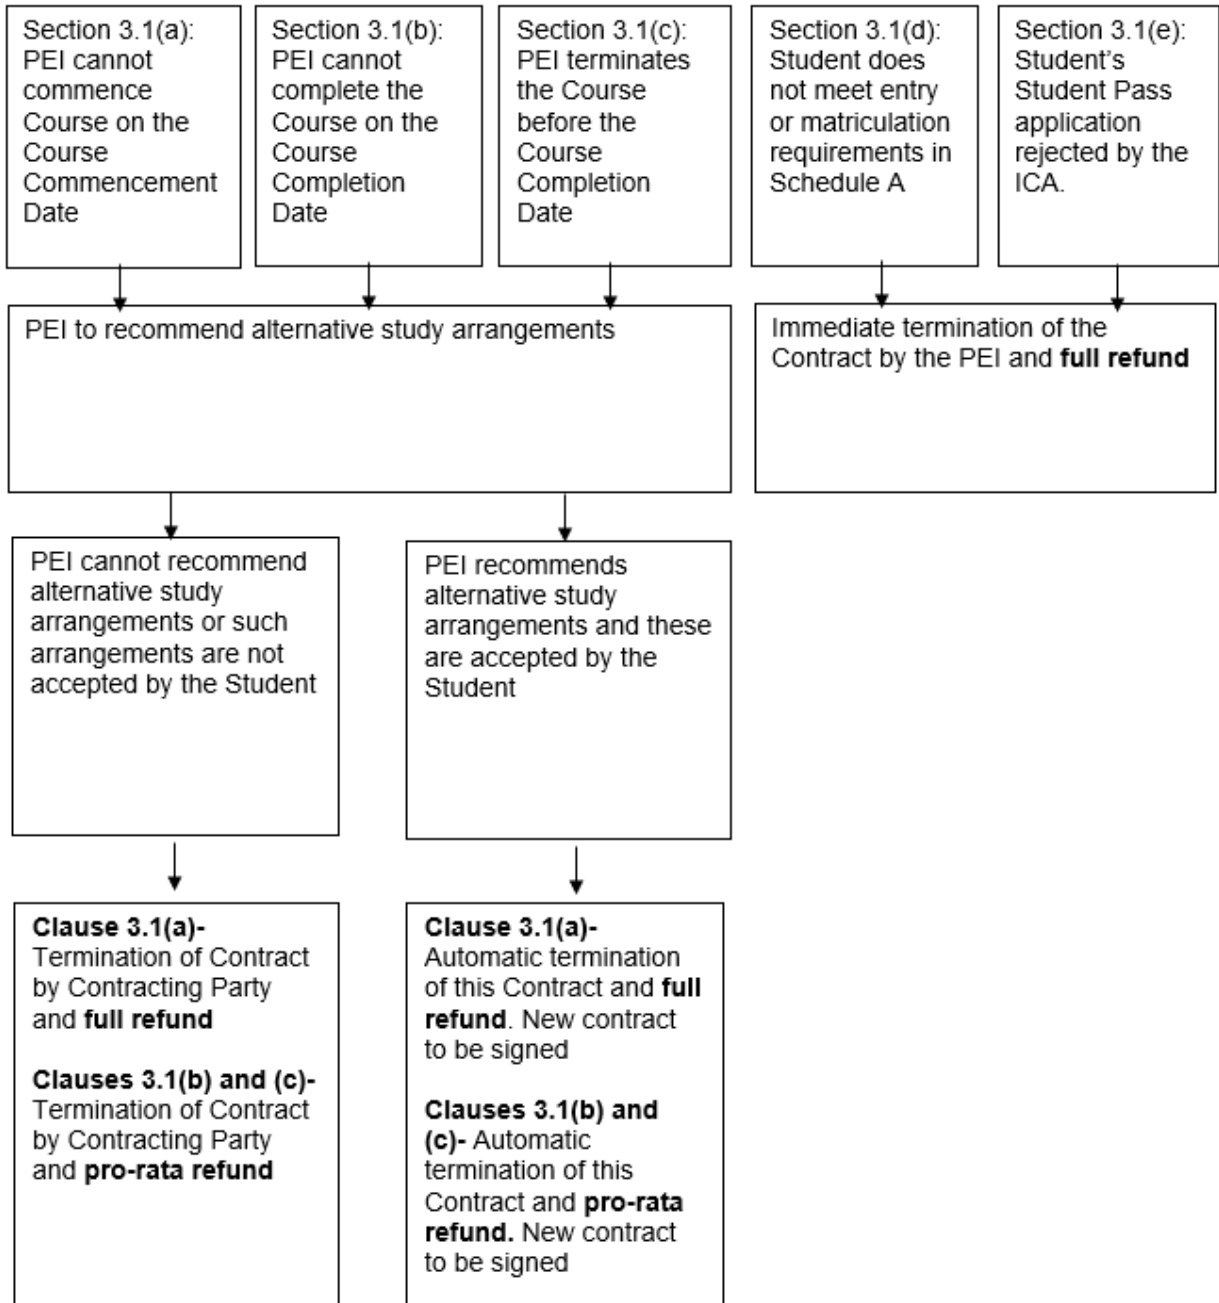 Section 3.1(a):
PEI cannot
commence
Course on the
Course
Commencement
Date
Section 3.1(b):
PEI cannot
complete the
Course on the
Course
Completion
Date
Section 3.1(c):
PEI terminates
the Course
before the
Course
Completion
Date
Section 3.1(d):
Student does
not meet entry
or matriculation
requirements in
Schedule A
Section 3.1(e):
Student’s
Student Pass
application
rejected by the
ICA.
PEI to recommend alternative study arrangements
Immediate termination of the
Contract by the PEI and full refund
PEI cannot recommend
alternative study
arrangements or such
arrangements are not
accepted by the Student
PEI recommends
alternative study
arrangements and these
are accepted by the
Student
Clause 3.1(a)-
Termination of Contract
by Contracting Party
and full refund
Clauses 3.1(b) and (c)-
Termination of Contract
by Contracting Party
and pro-rata refund
Clause 3.1(a)-
Automatic termination
of this Contract and full
refund. New contract
to be signed
Clauses 3.1(b) and
(c)- Automatic
termination of this
Contract and pro-rata
refund. New contract
to be signed